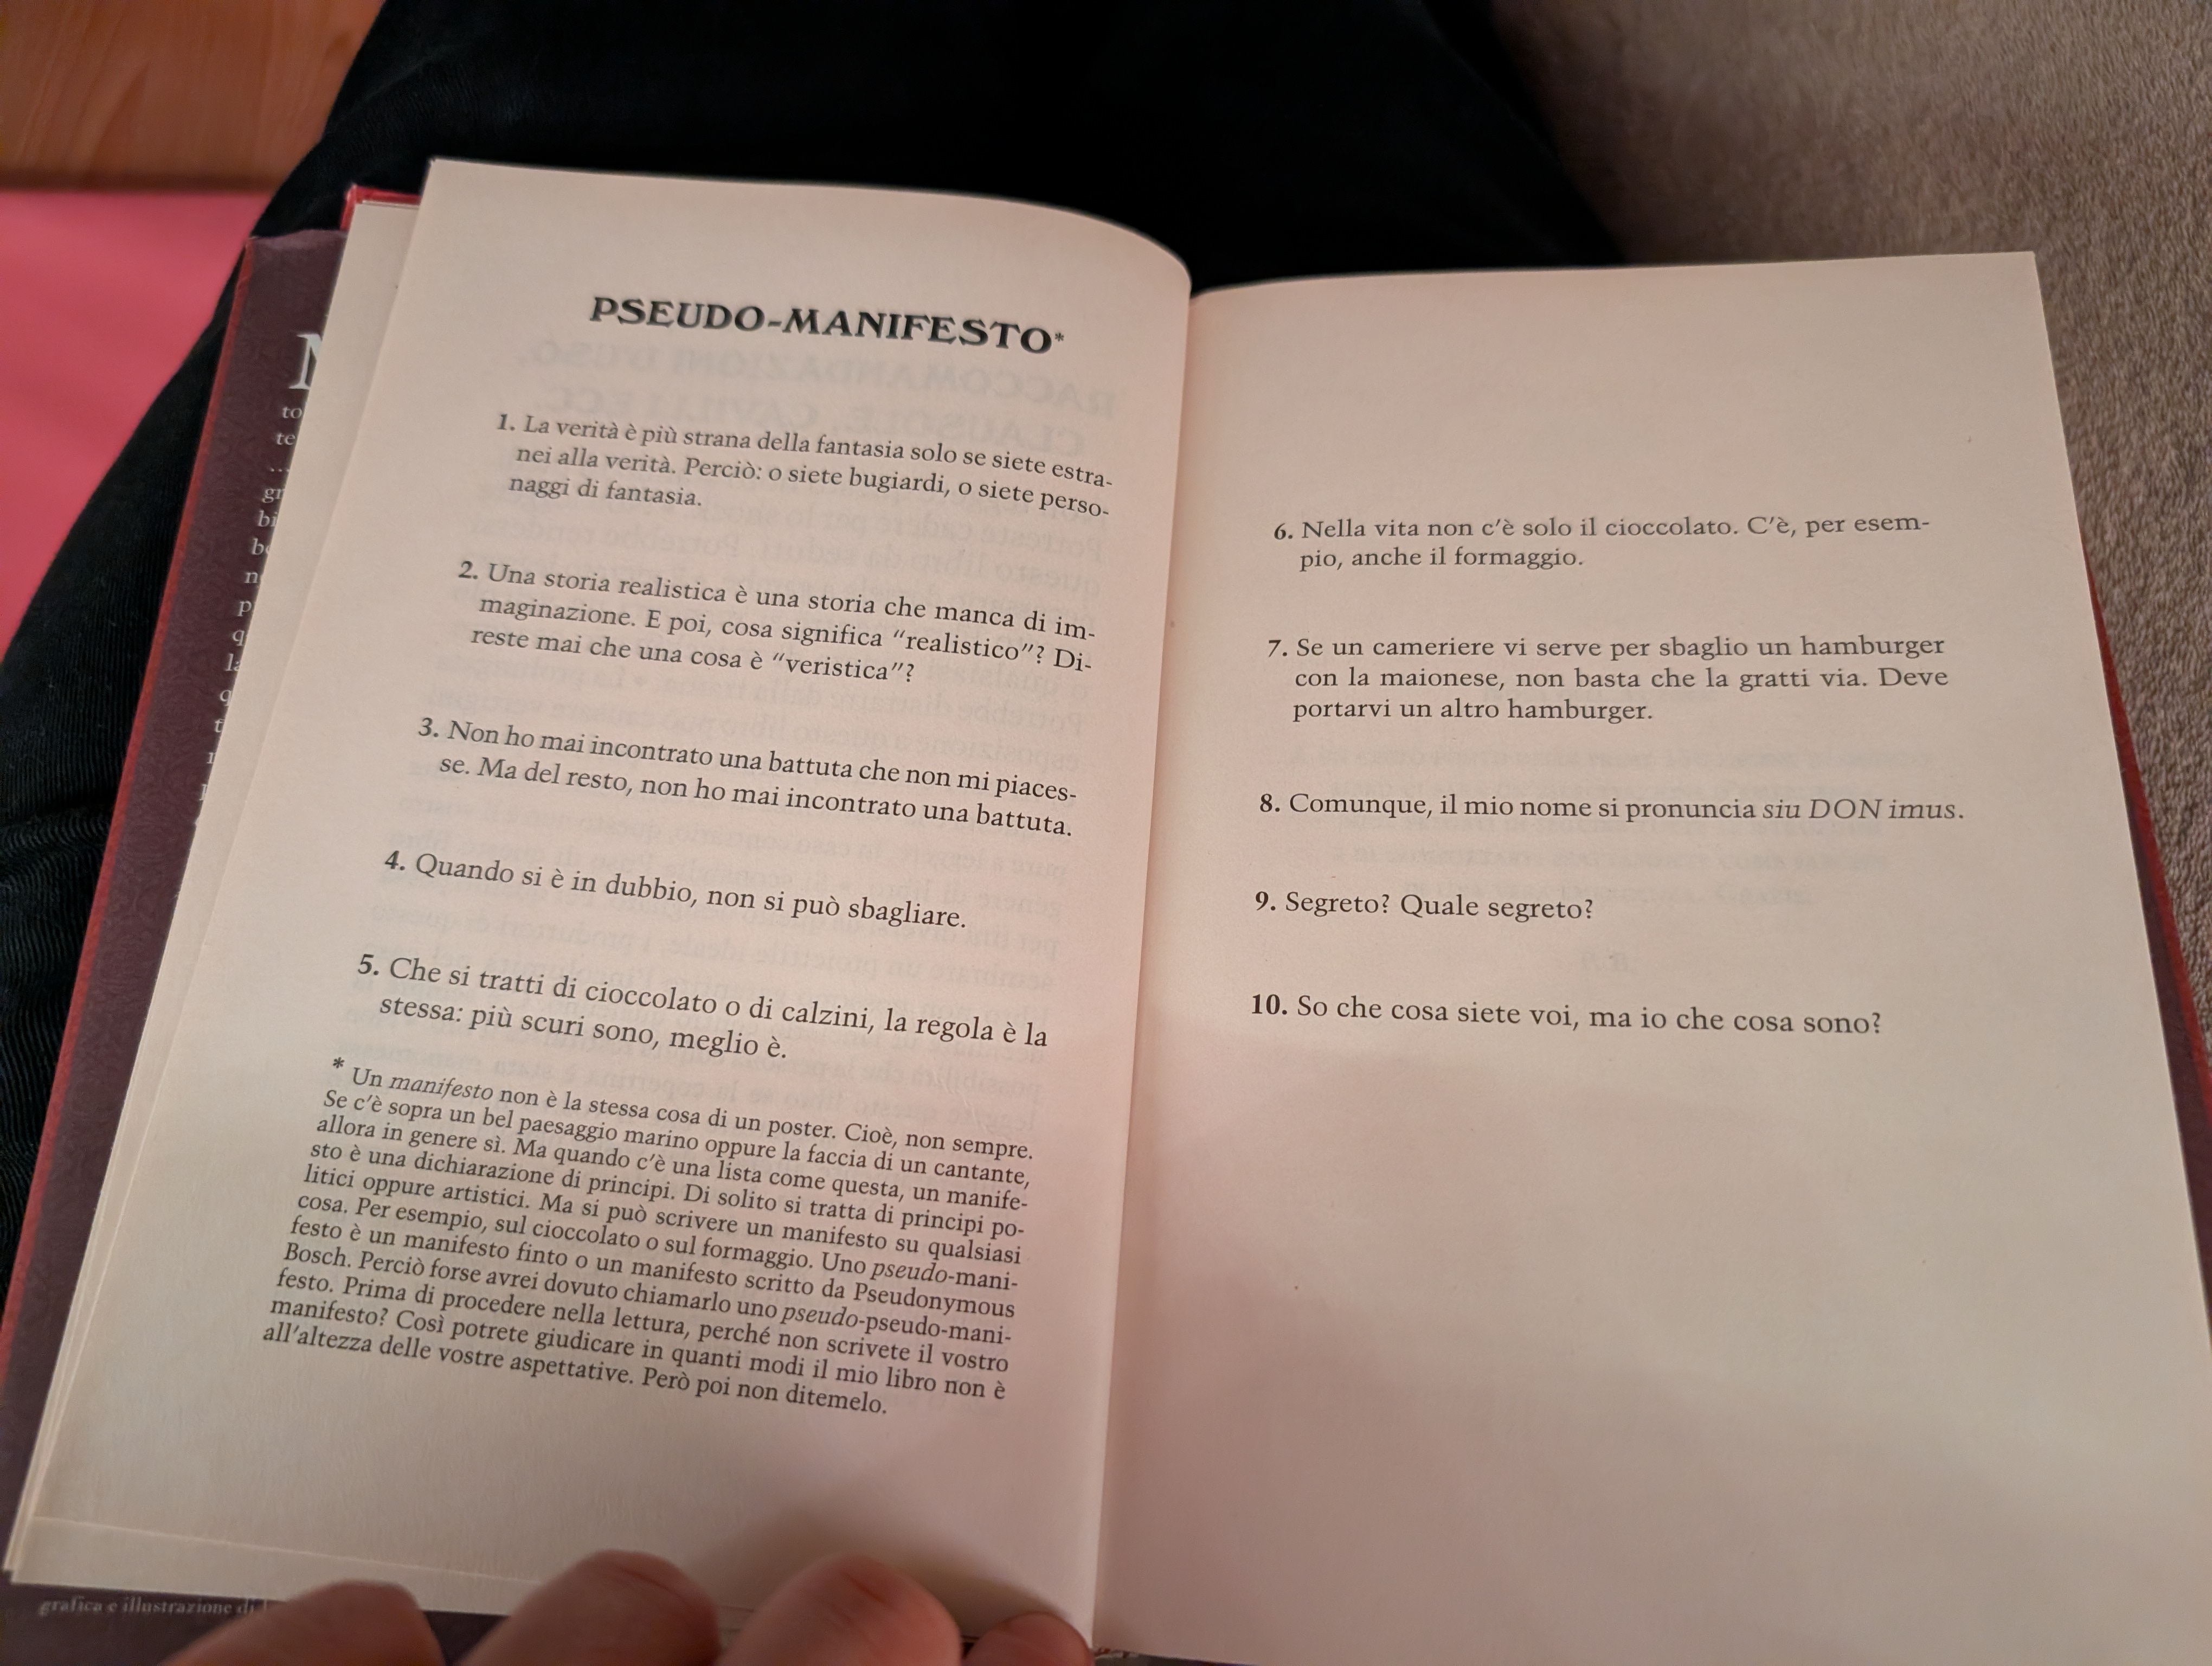 PSEUDO-MANIFESTO*
1. La verità è più strana della fantasia solo se siete estra-
nei alla verità. Perciò: o siete bugiardi, o siete perso-
naggi di fantasia.
2. Una storia realistica è una storia che manca di im-
maginazione. E poi, cosa significa “realistico”? Di-
reste mai che una cosa è “veristica”?
3. Non ho mai incontrato una battuta che non mi piaces-
se. Ma del resto, non ho mai incontrato una battuta.
4. Quando si è in dubbio, non si può sbagliare.
5. Che si tratti di cioccolato o di calzini, la regola è la
stessa: più scuri sono, meglio è.
* Un manifesto non è la stessa cosa di un poster. Cioè, non sempre.
Se c’è sopra un bel paesaggio marino oppure la faccia di un cantante,
allora in genere sì. Ma quando c’è una lista come questa, un manife-
sto è una dichiarazione di principi. Di solito si tratta di principi po-
litici oppure artistici. Ma si può scrivere un manifesto su qualsiasi
cosa. Per esempio, sul cioccolato o sul formaggio. Uno pseudo-mani-
festo è un manifesto finto o un manifesto scritto da Pseudonymous
Bosch. Perciò forse avrei dovuto chiamarlo uno pseudo-pseudo-mani-
festo. Prima di procedere nella lettura, perché non scrivete il vostro
manifesto? Così potrete giudicare in quanti modi il mio libro non è
all’altezza delle vostre aspettative. Però poi non ditemelo.
6. Nella vita non c’è solo il cioccolato. C’è, per esem-
pio, anche il formaggio.
7. Se un cameriere vi serve per sbaglio un hamburger
con la maionese, non basta che la gratti via. Deve
portarvi un altro hamburger.
8. Comunque, il mio nome si pronuncia siu DON imus.
9. Segreto? Quale segreto?
10. So che cosa siete voi, ma io che cosa sono?
grafica e illustrazione di